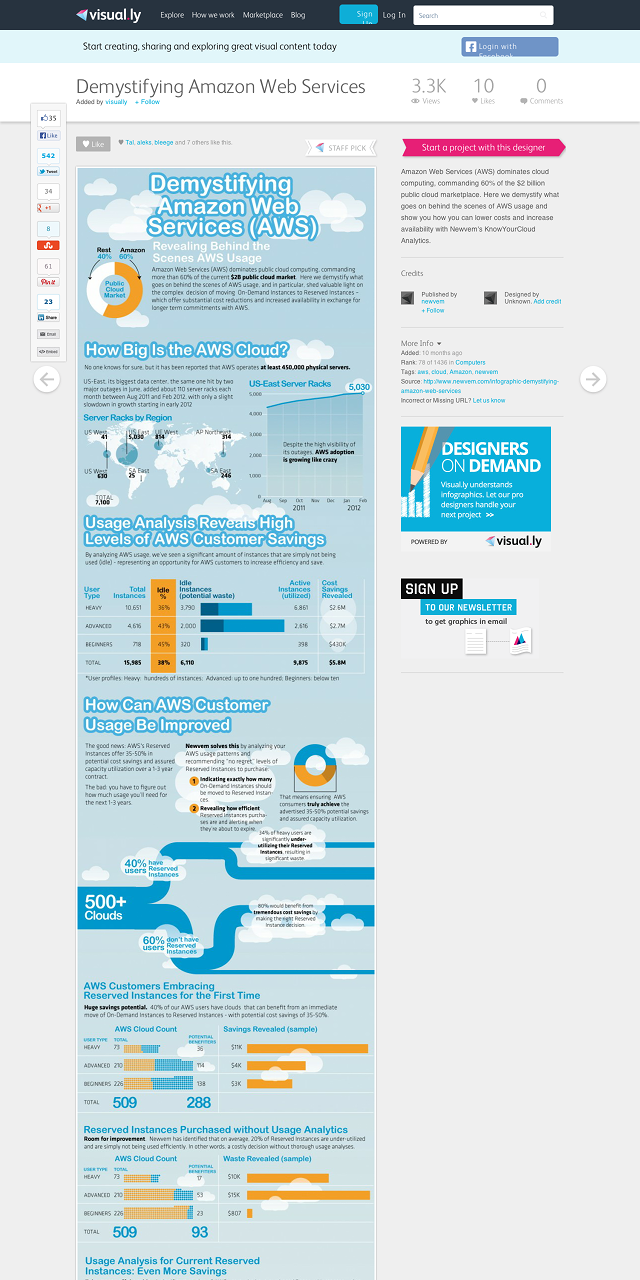 visual.ly
Explore How we work Marketplace Blog
Sign Up
Log In
Search
Start creating, sharing and exploring great visual content today
Login with Facebook
Demystifying Amazon Web Services
Added by visually + Follow
3.3K Views
10 Likes
0 Comments
35
Like
542
Tweet
34
+1
8
61
Pin it
23
Share
Email
Embed
Like
Tal, aleks, bleege and 7 others like this.
STAFF PICK
Demystifying
Amazon Web
Services (AWS)
Revealing Behind the
Scenes AWS Usage
Rest 40%
Amazon 60%
Public
Cloud
Market
Amazon Web Services (AWS) dominates public cloud computing, commanding
more than 60% of the current $2B public cloud market. Here we demystify what
goes on behind the scenes of AWS usage, and in particular, shed valuable light on the
complex, decision of moving On-Demand Instances to Reserved Instances –
which offer substantial cost reductions and increased availability in exchange for
longer term commitments with AWS.
How Big Is the AWS Cloud?
No one knows for sure, but it has been reported that AWS operates at least 450,000 physical servers.
US-East, its biggest data center, the same one hit by two
major outages in June, added about 110 server racks each
month between Aug 2011 and Feb 2012, with only a slight
slowdown in growth starting in early 2012
Server Racks by Region
US West 41
US East 5,030
EU West 814
AP Northeast 314
US West 630
SA East 25
SA East 246
TOTAL 7,100
US-East Server Racks
5,030
5,000
4,000
3,000
2,000
1,000
0
Despite the high visibility of
its outages, AWS adoption
is growing like crazy
Aug Sep Oct Nov Dec Jan Feb
2011 2012
Usage Analysis Reveals High
Levels of AWS Customer Savings
By analyzing AWS usage, we've seen a significant amount of instances that are simply not being
used (idle) - representing an opportunity for AWS customers to increase efficiency and save.
User Type
Total Instances
Idle %
Idle Instances (potential waste)
Active Instances (utilized)
Cost Savings Revealed
HEAVY 10,651 36% 3,790 6,861 $2.6M
ADVANCED 4,616 43% 2,000 2,616 $2.7M
BEGINNERS 718 45% 320 398 $430K
TOTAL 15,985 38% 6,110 9,875 $5.8M
*User profiles: Heavy: hundreds of instances; Advanced: up to one hundred; Beginners: below ten
How Can AWS Customer
Usage Be Improved
The good news: AWS's Reserved
Instances offer 35-50% in
potential cost savings and assured
capacity utilization over a 1-3 year
contract.
The bad: you have to figure out
how much usage you'll need for
the next 1-3 years.
Newvem solves this by analyzing your
AWS usage patterns and
recommending "no regret" levels of
Reserved Instances to purchase:
1 Indicating exactly how many
On-Demand Instances should
be moved to Reserved Instan-
ces.
2 Revealing how efficient
Reserved Instances purcha-
ses are and alerting when
they're about to expire.
That means ensuring AWS
consumers truly achieve the
advertised 35-50% potential savings
and assured capacity utilization.
34% of heavy users are
significantly under-
utilizing their Reserved
Instances, resulting in
significant waste.
40% users have Reserved Instances
500+
Clouds
80% would benefit from
tremendous cost savings by
making the right Reserved
Instance decision.
60% users don't have Reserved Instances
AWS Customers Embracing
Reserved Instances for the First Time
Huge savings potential. 40% of our AWS users have clouds that can benefit from an immediate
move of On-Demand Instances to Reserved Instances - with potential cost savings of 35-50%.
AWS Cloud Count
Savings Revealed (sample)
USER TYPE TOTAL POTENTIAL BENEFITERS
HEAVY 73 36 $11K
ADVANCED 210 114 $4K
BEGINNERS 226 138 $3K
TOTAL 509 288
Reserved Instances Purchased without Usage Analytics
Room for improvement. Newvem has identified that on average, 20% of Reserved Instances are under-utilized
and are simply not being used efficiently. In other words, a costly decision without thorough usage analyses.
AWS Cloud Count
Waste Revealed (sample)
USER TYPE TOTAL POTENTIAL BENEFITERS
HEAVY 73 17 $10K
ADVANCED 210 53 $15K
BEGINNERS 226 23 $807
TOTAL 509 93
Usage Analysis for Current Reserved
Instances: Even More Savings
Start a project with this designer
Amazon Web Services (AWS) dominates cloud
computing, commanding 60% of the $2 billion
public cloud marketplace. Here we demystify what
goes on behind the scenes of AWS usage and
show you how you can lower costs and increase
availability with Newvem's KnowYourCloud
Analytics.
Credits
Published by
newvem
+ Follow
Designed by
Unknown. Add credit
More Info
Added: 10 months ago
Rank: 78 of 1436 in Computers
Tags: aws, cloud, Amazon, newvem
Source: http://www.newvem.com/infographic-demystifying-
amazon-web-services
Incorrect or Missing URL? Let us know
DESIGNERS
ON DEMAND
Visual.ly understands
infographics. Let our pro
designers handle your
next project >>
POWERED BY visual.ly
SIGN UP
TO OUR NEWSLETTER
to get graphics in email